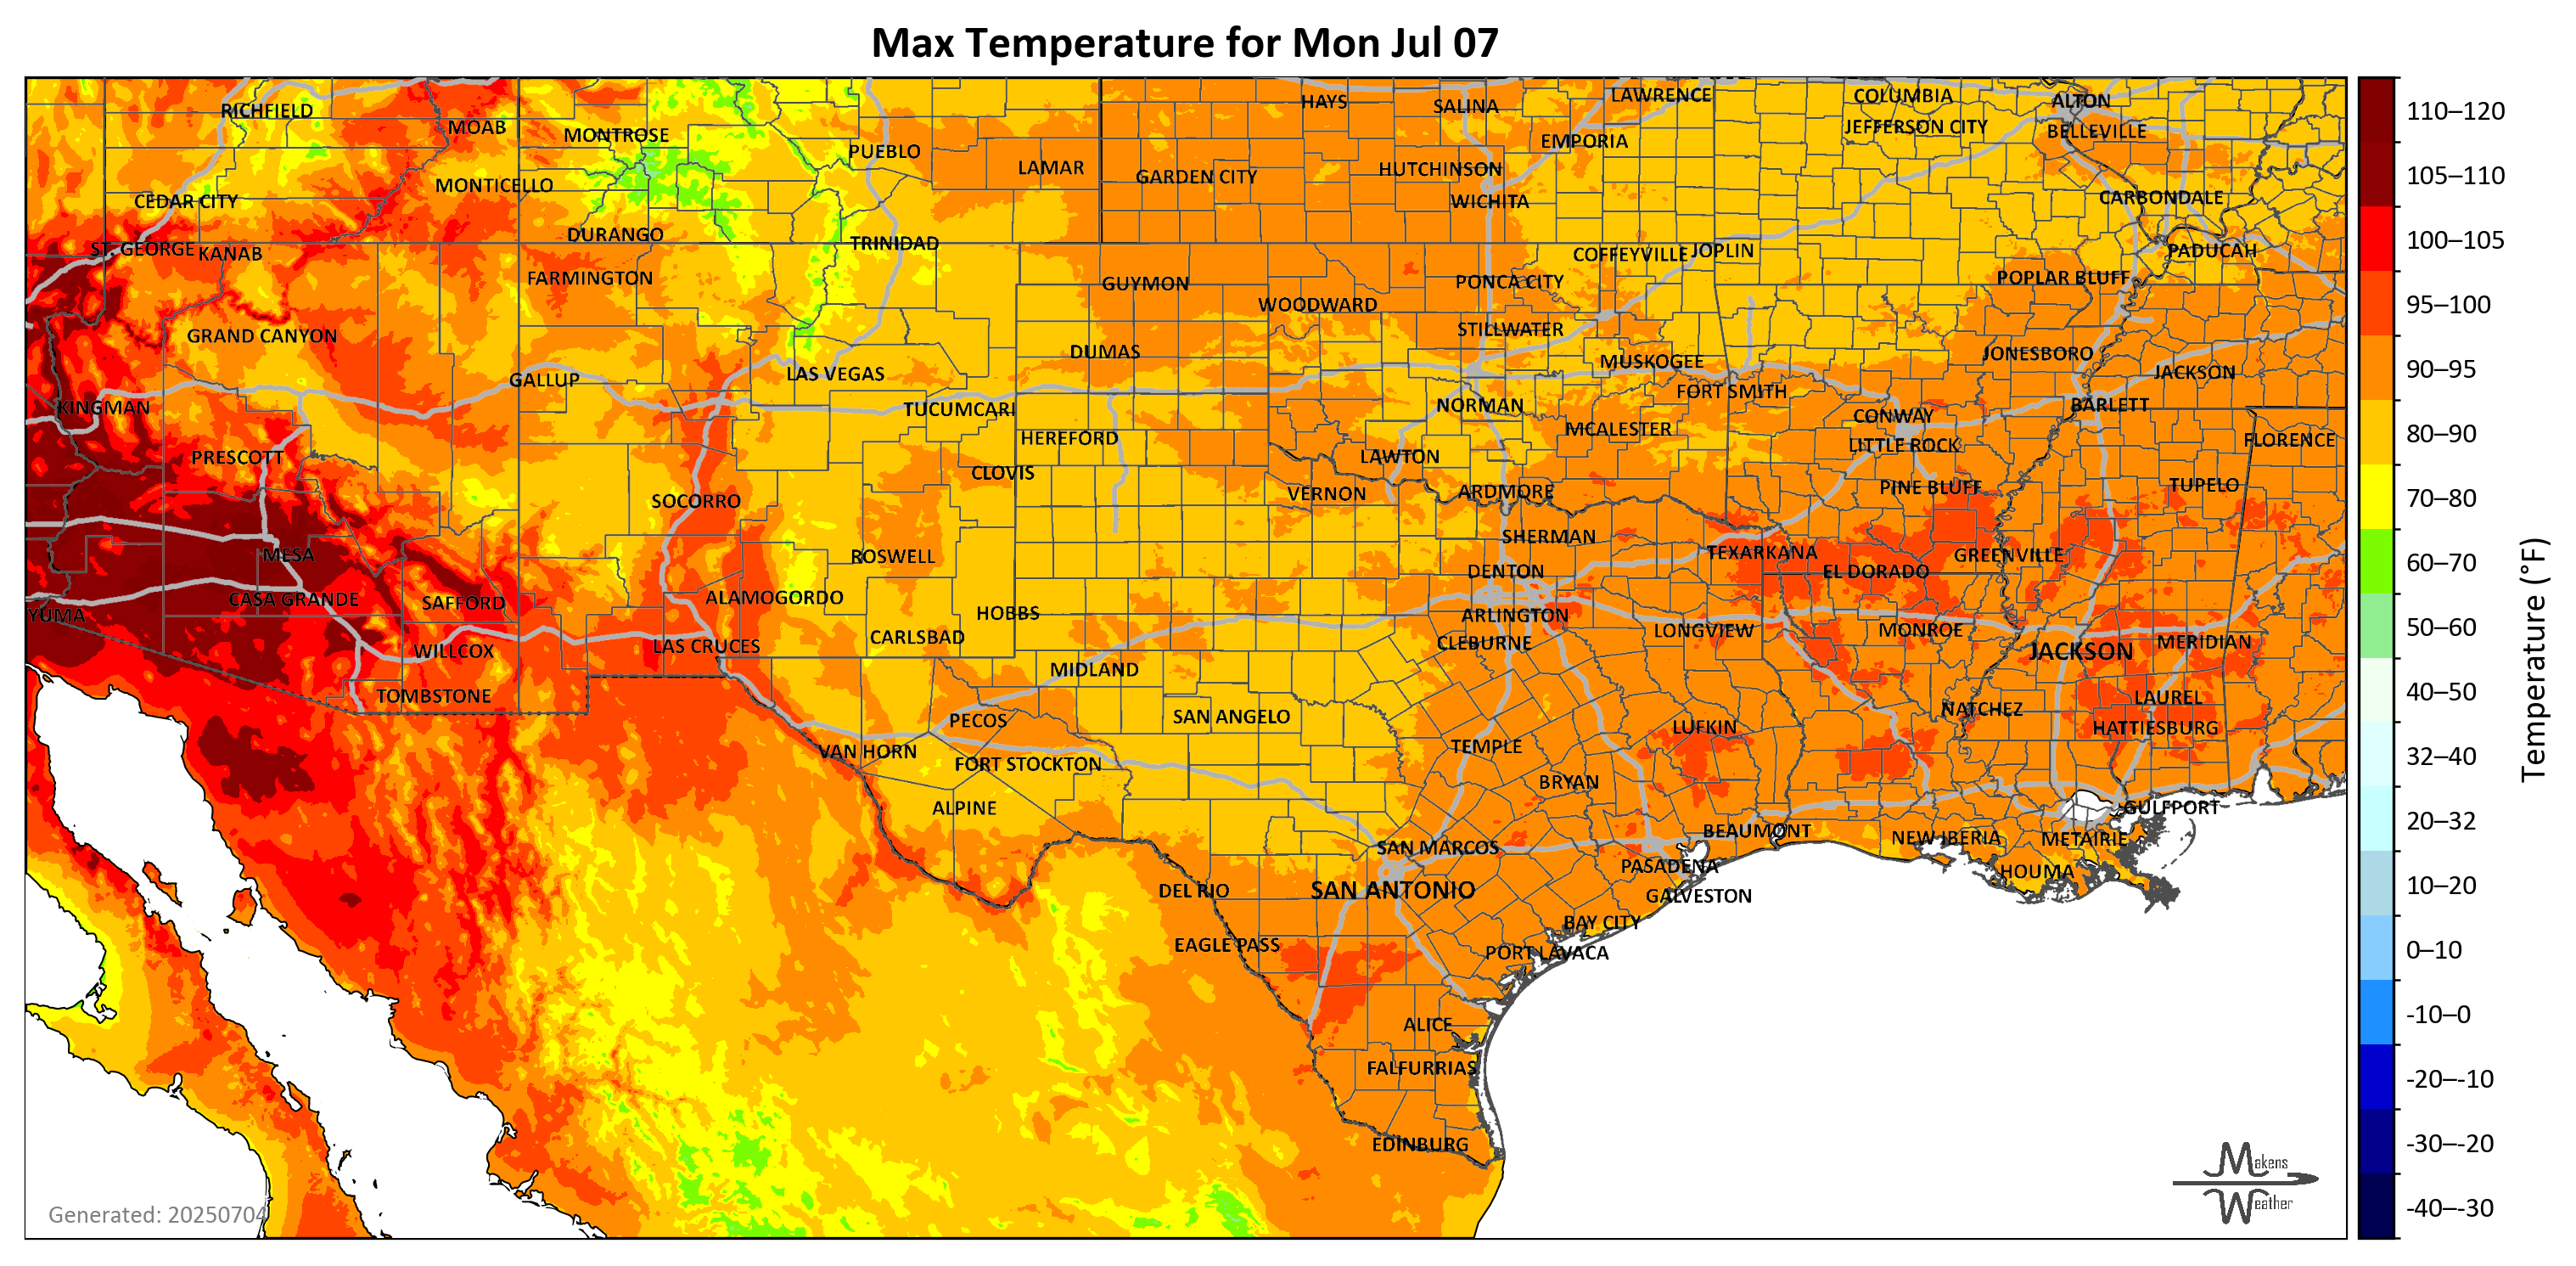 Max Temperature for Mon Jul 07
RICHFIELD
MOAB
MONTROSE
PUEBLO
LAMAR
HAYS
SALINA
LAWRENCE
COLUMBIA
ALTON
JEFFERSON CITY
BELLEVILLE
EMPORIA
GARDEN CITY
HUTCHINSON
MONTICELLO
CEDAR CITY
WICHITA
CARBONDALE
DURANGO
TRINIDAD
ST. GEORGE
KANAB
COFFEYVILLE
JOPLIN
PADUCAH
FARMINGTON
GUYMON
PONCA CITY
POPLAR BLUFF
WOODWARD
GRAND CANYON
STILLWATER
DUMAS
MUSKOGEE
JONESBORO
JACKSON
GALLUP
LAS VEGAS
FORT SMITH
KINGMAN
TUCUMCARI
NORMAN
CONWAY
BARLETT
HEREFORD
MCALESTER
LITTLE ROCK
FLORENCE
PRESCOTT
CLOVIS
LAWTON
SOCORRO
VERNON
ARDMORE
PINE BLUFF
TUPELO
MESA
ROSWELL
SHERMAN
TEXARKANA
GREENVILLE
DENTON
EL DORADO
CASA GRANDE
SAFFORD
ALAMOGORDO
HOBBS
YUMA
ARLINGTON
LAS CRUCES
CARLSBAD
CLEBURNE
LONGVIEW
MONROE
WILLCOX
JACKSON
MERIDIAN
MIDLAND
TOMBSTONE
LAUREL
PECOS
SAN ANGELO
NATCHEZ
LUFKIN
HATTIESBURG
VAN HORN
FORT STOCKTON
TEMPLE
BRYAN
ALPINE
GULFPORT
BEAUMONT
NEW IBERIA
METAIRIE
SAN MARCOS
PASADENA
HOUMA
DEL RIO
SAN ANTONIO
GALVESTON
BAY CITY
EAGLE PASS
PORT LAVACA
ALICE
FALFURRIAS
EDINBURG
Generated: 20250704
Makens
Weather
110–120
105–110
100–105
95–100
90–95
80–90
70–80
60–70
50–60
40–50
32–40
20–32
10–20
0–10
-10–0
-20–-10
-30–-20
-40–-30
Temperature (°F)